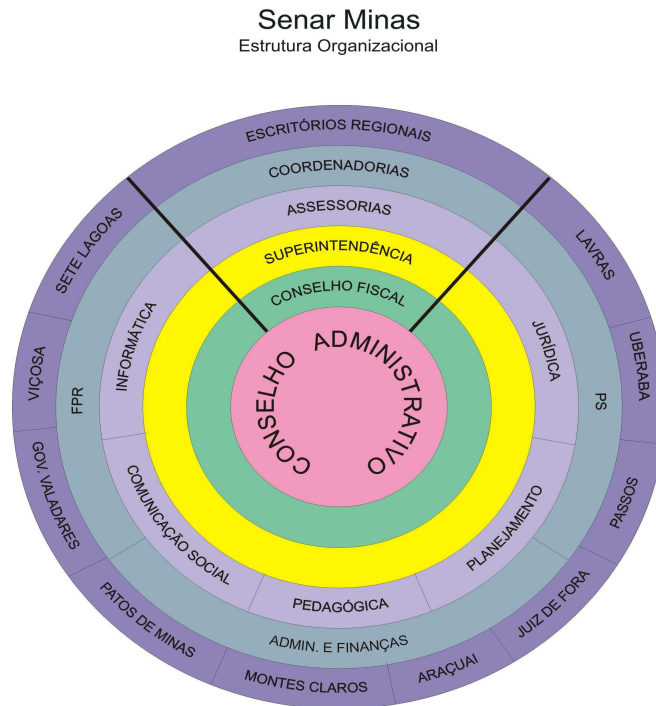 Senar Minas
Estrutura Organizacional
ESCRITÓRIOS REGIONAIS
COORDENADORIAS
ASSESSORIAS
SUPERINTENDÊNCIA
CONSELHO FISCAL
CONSELHO ADMINISTRATIVO
INFORMÁTICA
JURÍDICA
COMUNICAÇÃO SOCIAL
PEDAGÓGICA
PLANEJAMENTO
FPR
PS
ADMIN. E FINANÇAS
SETE LAGOAS
VIÇOSA
GOV. VALADARES
PATOS DE MINAS
MONTES CLAROS
ARAÇUAI
JUIZ DE FORA
PASSOS
UBERABA
LAVRAS